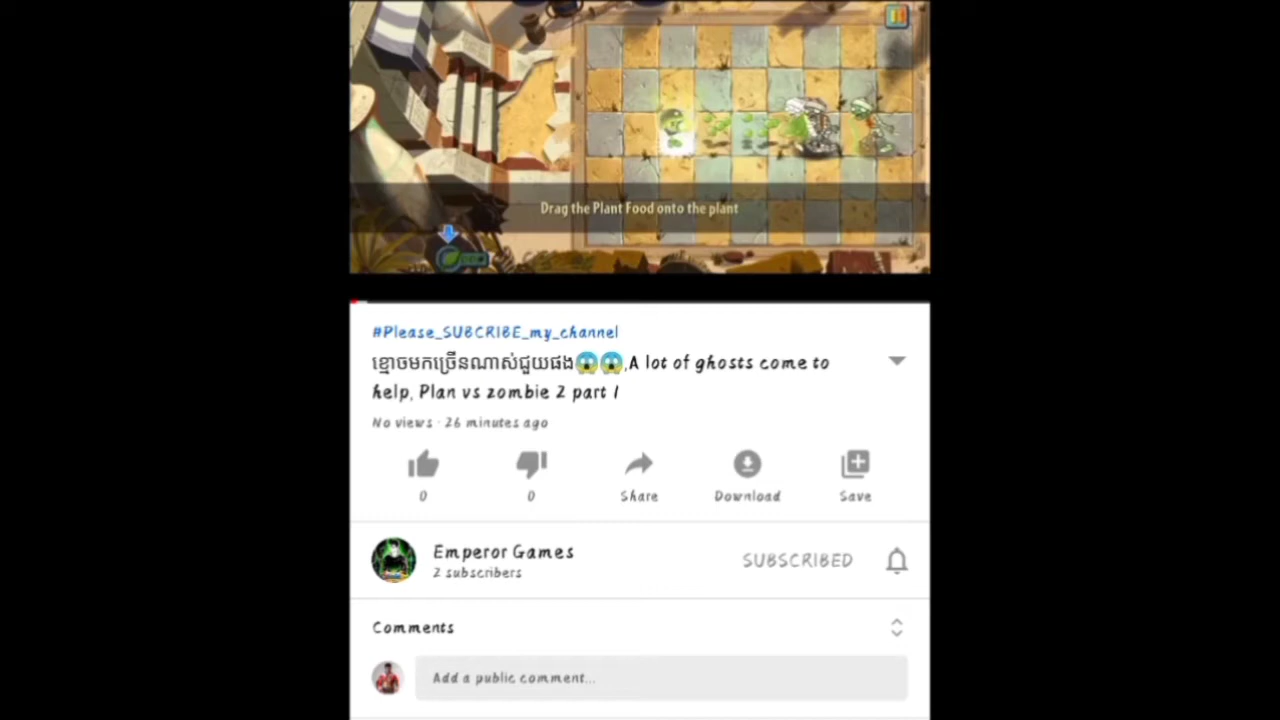 Drag the Plant Food onto the plant
#Please_SUBCRIBE_my_channel
ខ្មោចមកច្រើនណាស់ជួយផង😱😱,A lot of ghosts come to
help, Plan vs zombie 2 part 1
No views · 26 minutes ago
0 0 Share Download Save
Emperor Games
2 subscribers
SUBSCRIBED
Comments
Add a public comment...